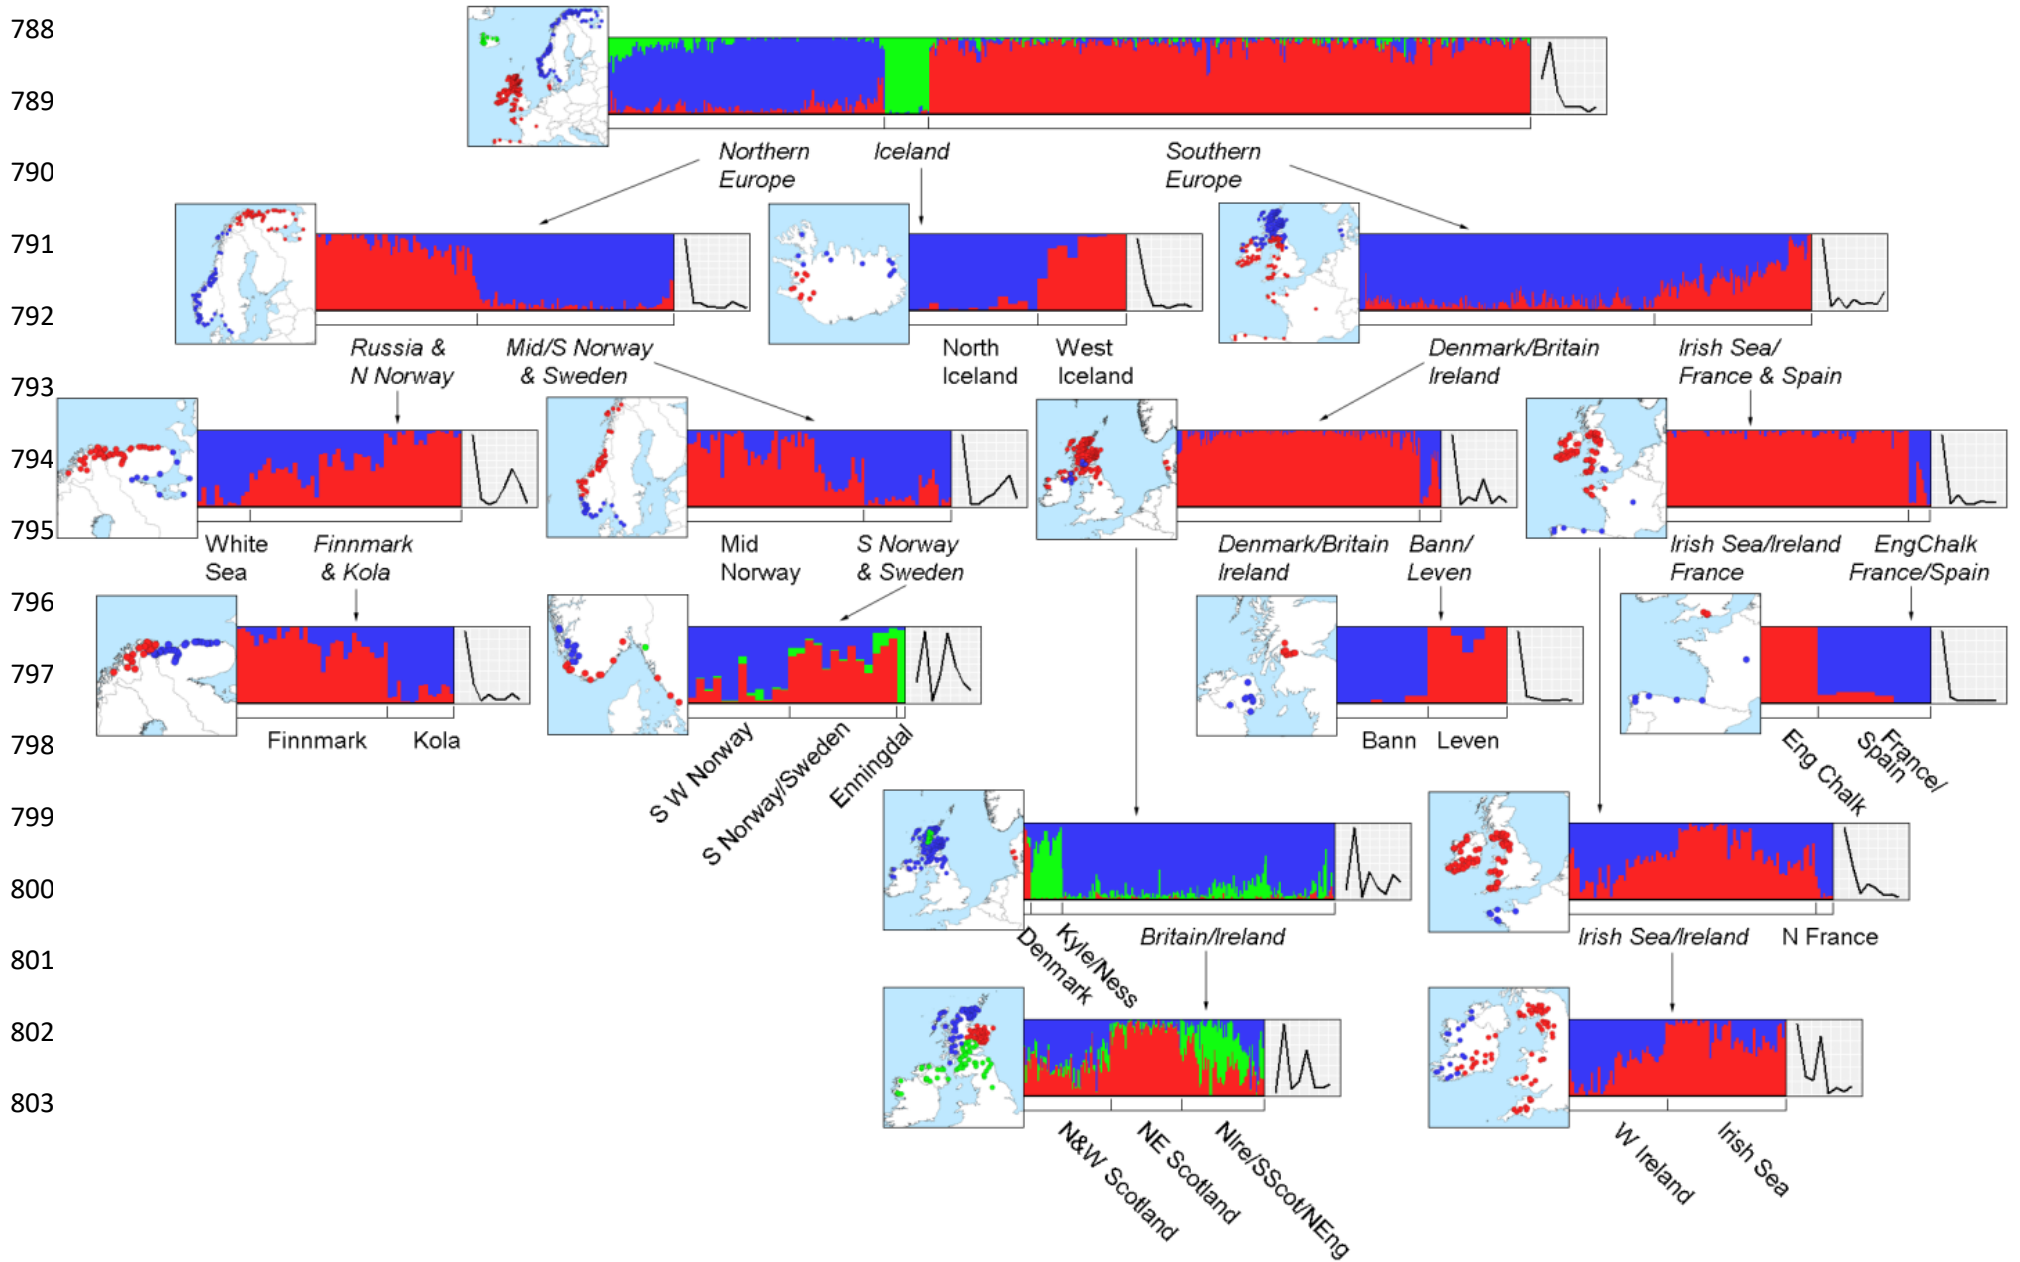 788
789
Northern
Europe
Iceland
Southern
Europe
790
791
792
Russia &
N Norway
Mid/S Norway
& Sweden
North
Iceland
West
Iceland
Denmark/Britain
Ireland
Irish Sea/
France & Spain
793
794
795
White
Sea
Finnmark
& Kola
Mid
Norway
S Norway
& Sweden
Denmark/Britain
Ireland
Bann/
Leven
Irish Sea/Ireland
France
EngChalk
France/Spain
796
797
798
Finnmark
Kola
S W Norway
S Norway/Sweden
Enningdal
Bann
Leven
Eng Chalk
France/
Spain
799
800
Denmark
Kyle/Ness
Britain/Ireland
Irish Sea/Ireland
N France
801
802
803
N&W Scotland
NE Scotland
NIre/SScot/NEng
W Ireland
Irish Sea